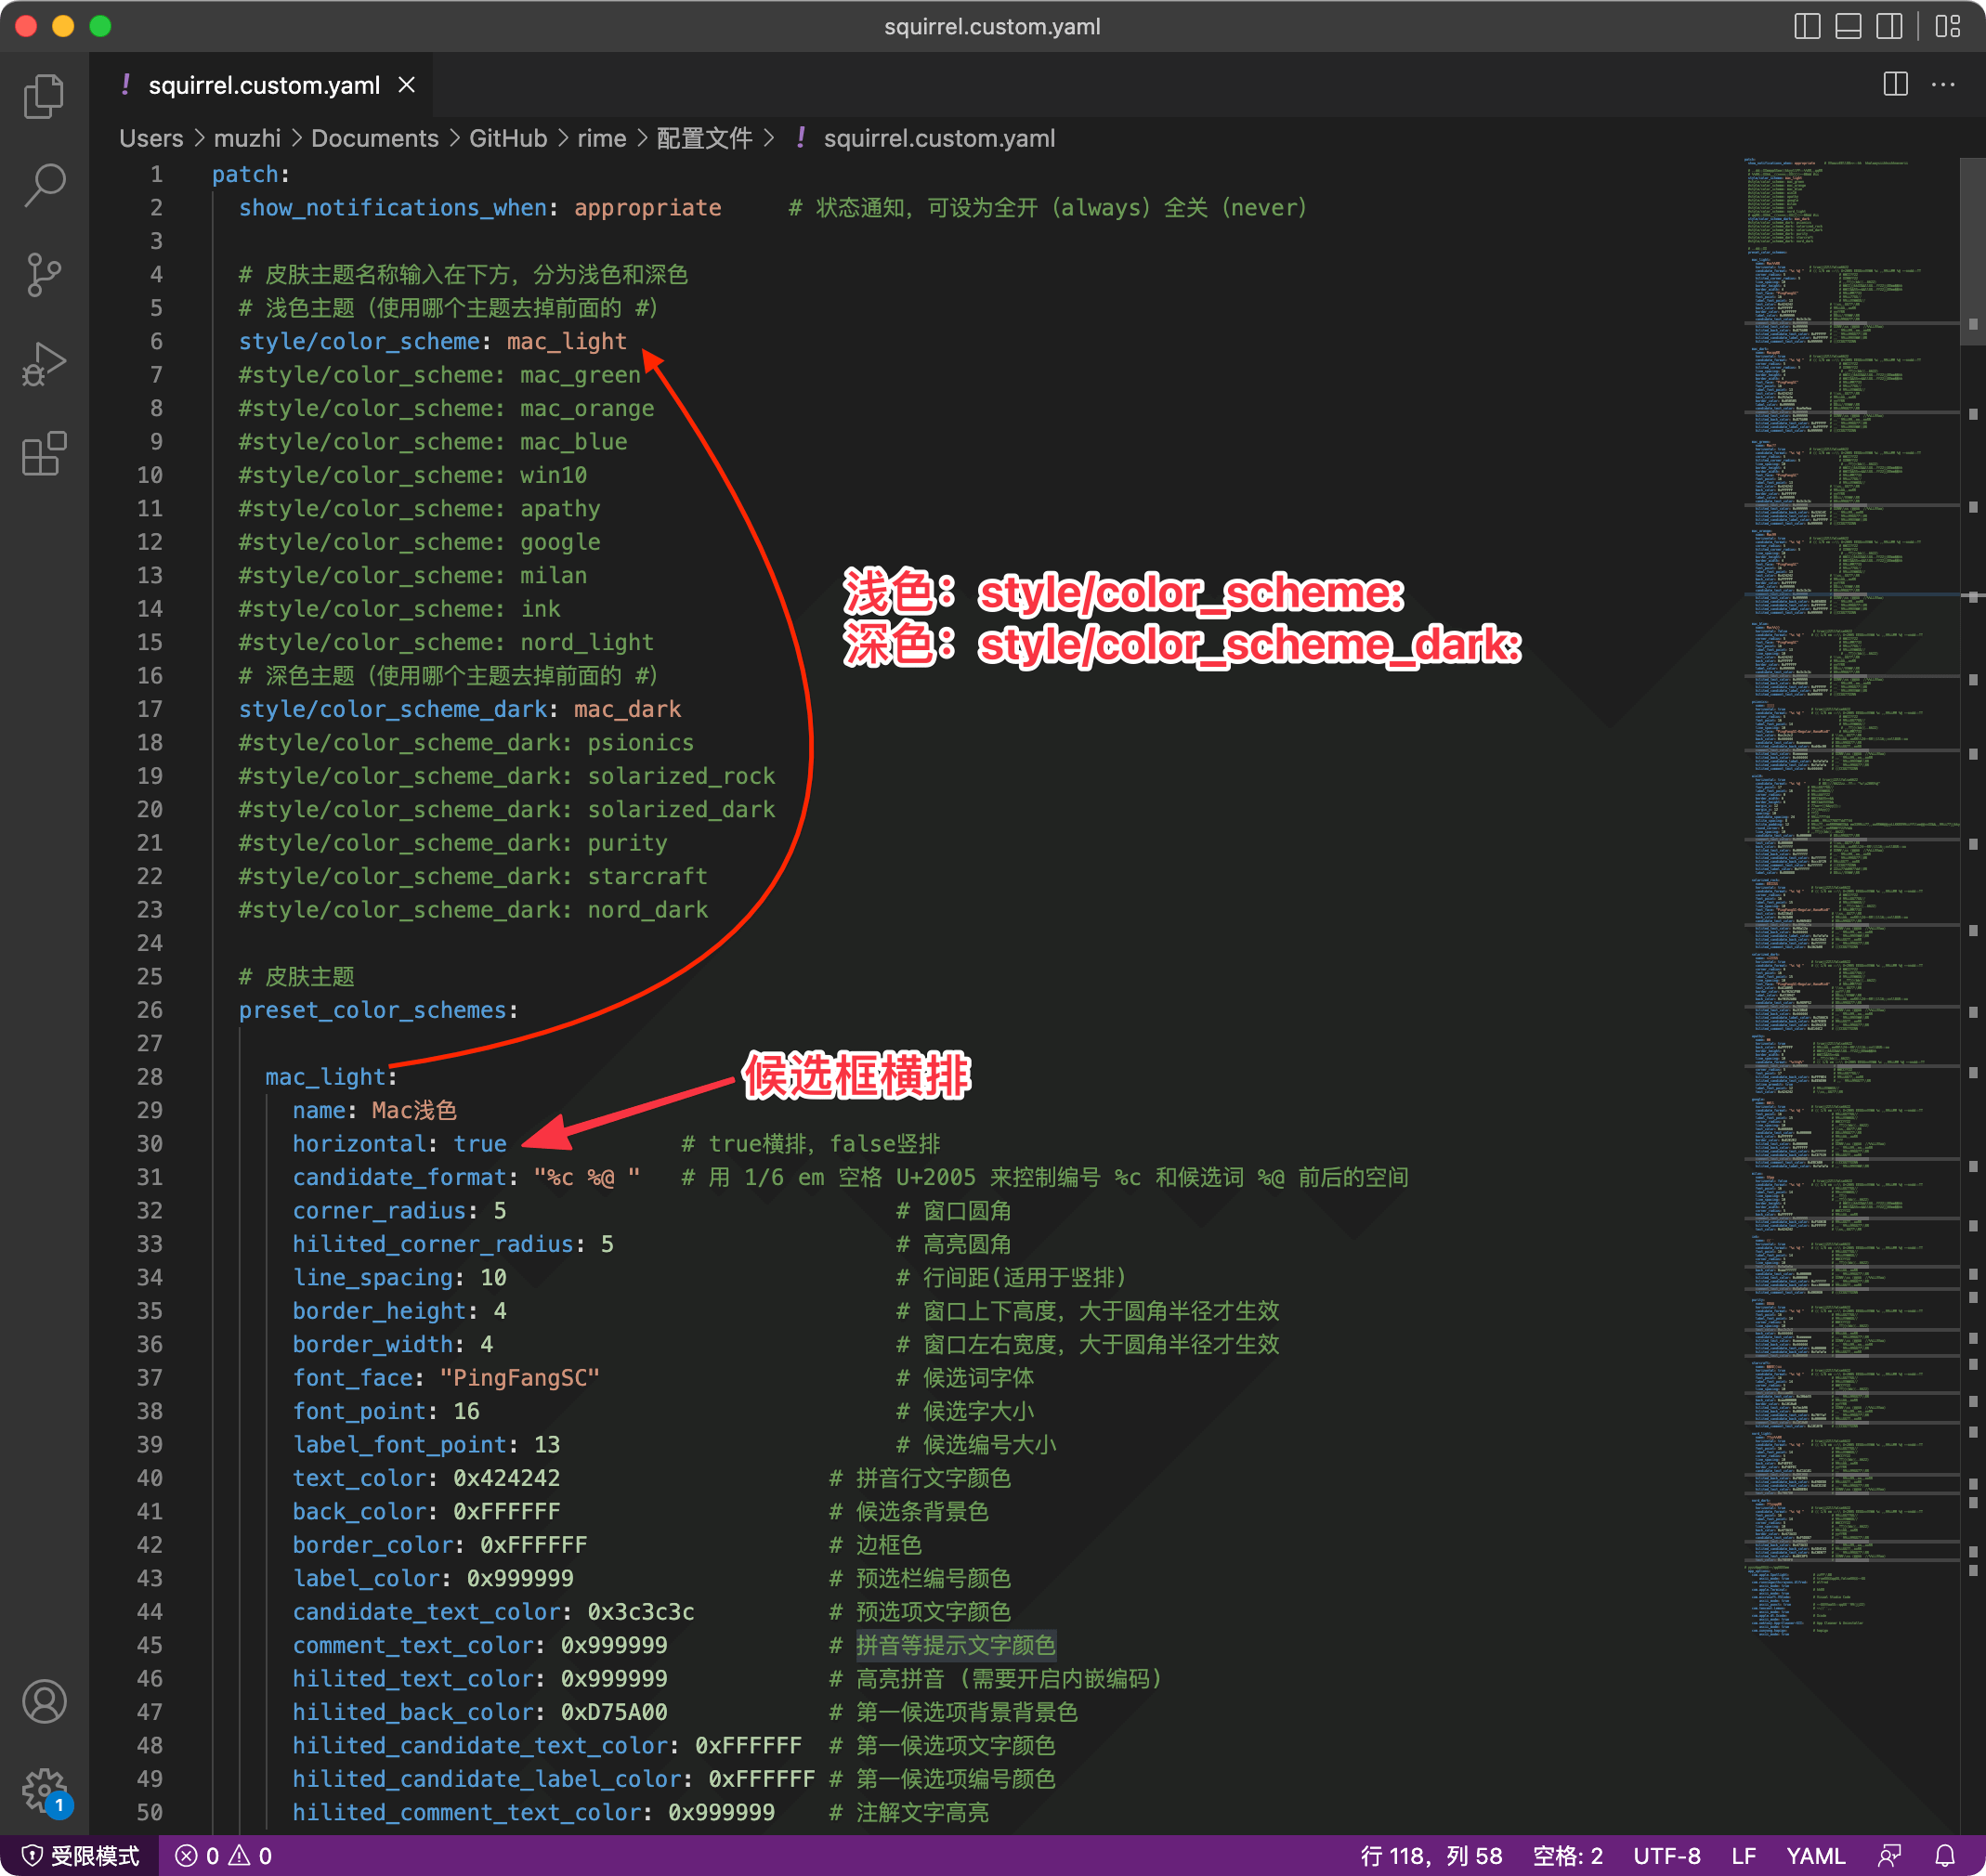 squirrel.custom.yaml
! squirrel.custom.yaml ×
Users > muzhi > Documents > GitHub > rime > 配置文件 > ! squirrel.custom.yaml
1 patch:
2 show_notifications_when: appropriate # 状态通知，可设为全开（always）全关（never）
3
4 # 皮肤主题名称输入在下方，分为浅色和深色
5 # 浅色主题（使用哪个主题去掉前面的 #）
6 style/color_scheme: mac_light
7 #style/color_scheme: mac_green
8 #style/color_scheme: mac_orange
9 #style/color_scheme: mac_blue
10 #style/color_scheme: win10
11 #style/color_scheme: apathy
12 #style/color_scheme: google
13 #style/color_scheme: milan
14 #style/color_scheme: ink
15 #style/color_scheme: nord_light
16 # 深色主题（使用哪个主题去掉前面的 #）
17 style/color_scheme_dark: mac_dark
18 #style/color_scheme_dark: psionics
19 #style/color_scheme_dark: solarized_rock
20 #style/color_scheme_dark: solarized_dark
21 #style/color_scheme_dark: purity
22 #style/color_scheme_dark: starcraft
23 #style/color_scheme_dark: nord_dark
24
25 # 皮肤主题
26 preset_color_schemes:
27
28 mac_light:
29 name: Mac浅色
30 horizontal: true # true横排，false竖排
31 candidate_format: "%c %@ " # 用 1/6 em 空格 U+2005 来控制编号 %c 和候选词 %@ 前后的空间
32 corner_radius: 5 # 窗口圆角
33 hilited_corner_radius: 5 # 高亮圆角
34 line_spacing: 10 # 行间距(适用于竖排)
35 border_height: 4 # 窗口上下高度，大于圆角半径才生效
36 border_width: 4 # 窗口左右宽度，大于圆角半径才生效
37 font_face: "PingFangSC" # 候选词字体
38 font_point: 16 # 候选字大小
39 label_font_point: 13 # 候选编号大小
40 text_color: 0x424242 # 拼音行文字颜色
41 back_color: 0xFFFFFF # 候选条背景色
42 border_color: 0xFFFFFF # 边框色
43 label_color: 0x999999 # 预选栏编号颜色
44 candidate_text_color: 0x3c3c3c # 预选项文字颜色
45 comment_text_color: 0x999999 # 拼音等提示文字颜色
46 hilited_text_color: 0x999999 # 高亮拼音 (需要开启内嵌编码)
47 hilited_back_color: 0xD75A00 # 第一候选项背景背景色
48 hilited_candidate_text_color: 0xFFFFFF # 第一候选项文字颜色
49 hilited_candidate_label_color: 0xFFFFFF # 第一候选项编号颜色
50 hilited_comment_text_color: 0x999999 # 注解文字高亮
浅色：style/color_scheme:
深色：style/color_scheme_dark:
候选框横排
1
受限模式 0 0 行 118，列 58 空格: 2 UTF-8 LF YAML